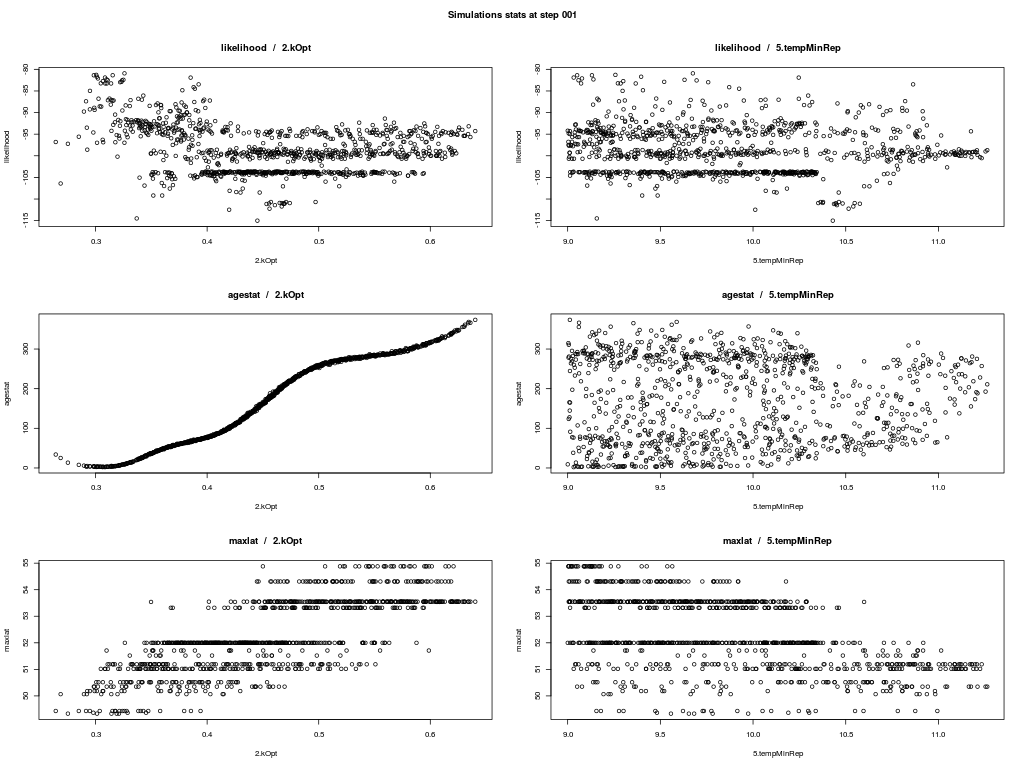 Simulations stats at step 001
likelihood / 2.kOpt
likelihood / 5.tempMinRep
-80
-85
-90
-95
-105
-115
likelihood
0.3 0.4 0.5 0.6
2.kOpt
-80
-85
-90
-95
-105
-115
likelihood
9.0 9.5 10.0 10.5 11.0
5.tempMinRep
agestat / 2.kOpt
agestat / 5.tempMinRep
300
200
100
0
agestat
0.3 0.4 0.5 0.6
2.kOpt
300
200
100
0
agestat
9.0 9.5 10.0 10.5 11.0
5.tempMinRep
maxlat / 2.kOpt
maxlat / 5.tempMinRep
55
54
53
52
51
50
maxlat
0.3 0.4 0.5 0.6
2.kOpt
55
54
53
52
51
50
maxlat
9.0 9.5 10.0 10.5 11.0
5.tempMinRep